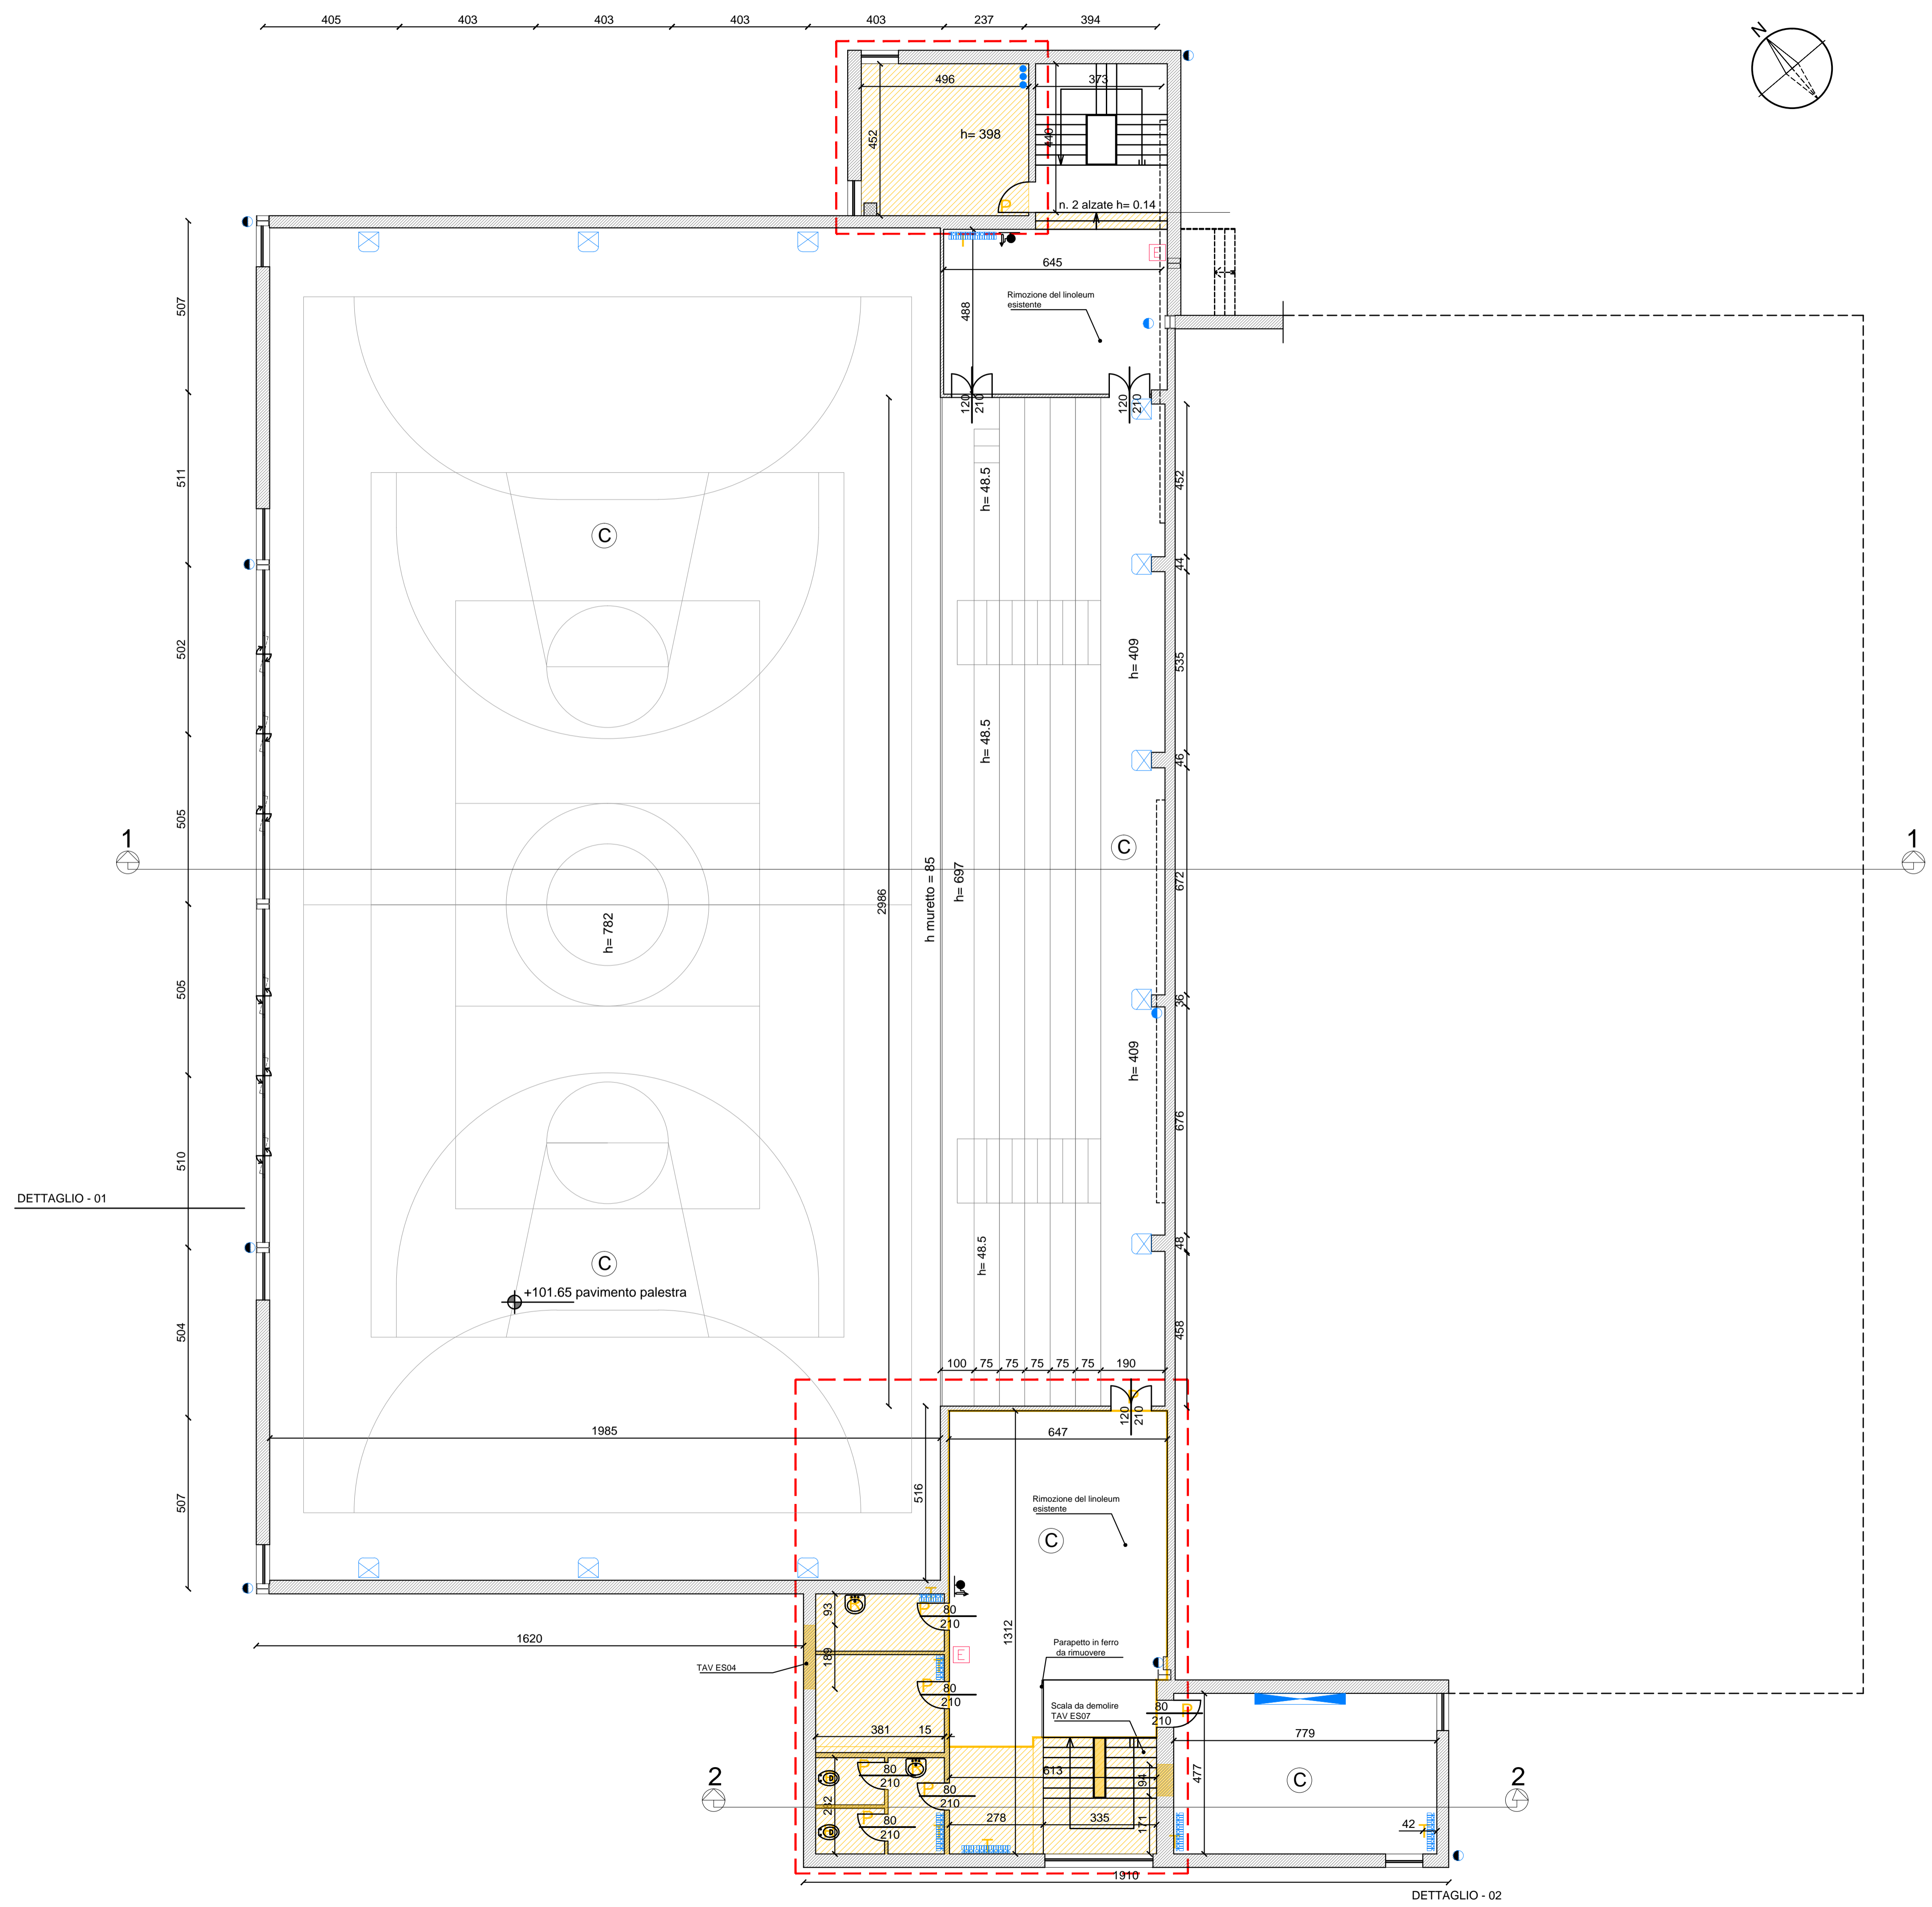 405
403
403
403
403
237
394
N
496
373
452
h= 398
440
P
n. 2 alzate h= 0.14
T
E
645
507
488
Rimozione del linoleum
esistente
120
210
120
210
511
h= 48.5
452
C
44
502
h= 409
535
h= 48.5
46
505
1
1
C
h muretto = 85
h= 697
2986
672
h= 782
505
36
h= 409
510
676
DETTAGLIO - 01
48
h= 48.5
C
+101.65 pavimento palestra
504
458
100
75
75
75
75
75
190
P
120
210
1985
647
507
516
Rimozione del linoleum
esistente
C
T
93
R
P
80
210
1312
1620
189
TAV ES04
E
Parapetto in ferro
da rimuovere
P
80
210
Scala da demolire
TAV ES07
80
210
P
381
15
779
P
80
210
R
613
94
477
C
2
2
P
80
210
232
P
80
210
278
335
171
42
T
T
T
1910
DETTAGLIO - 02